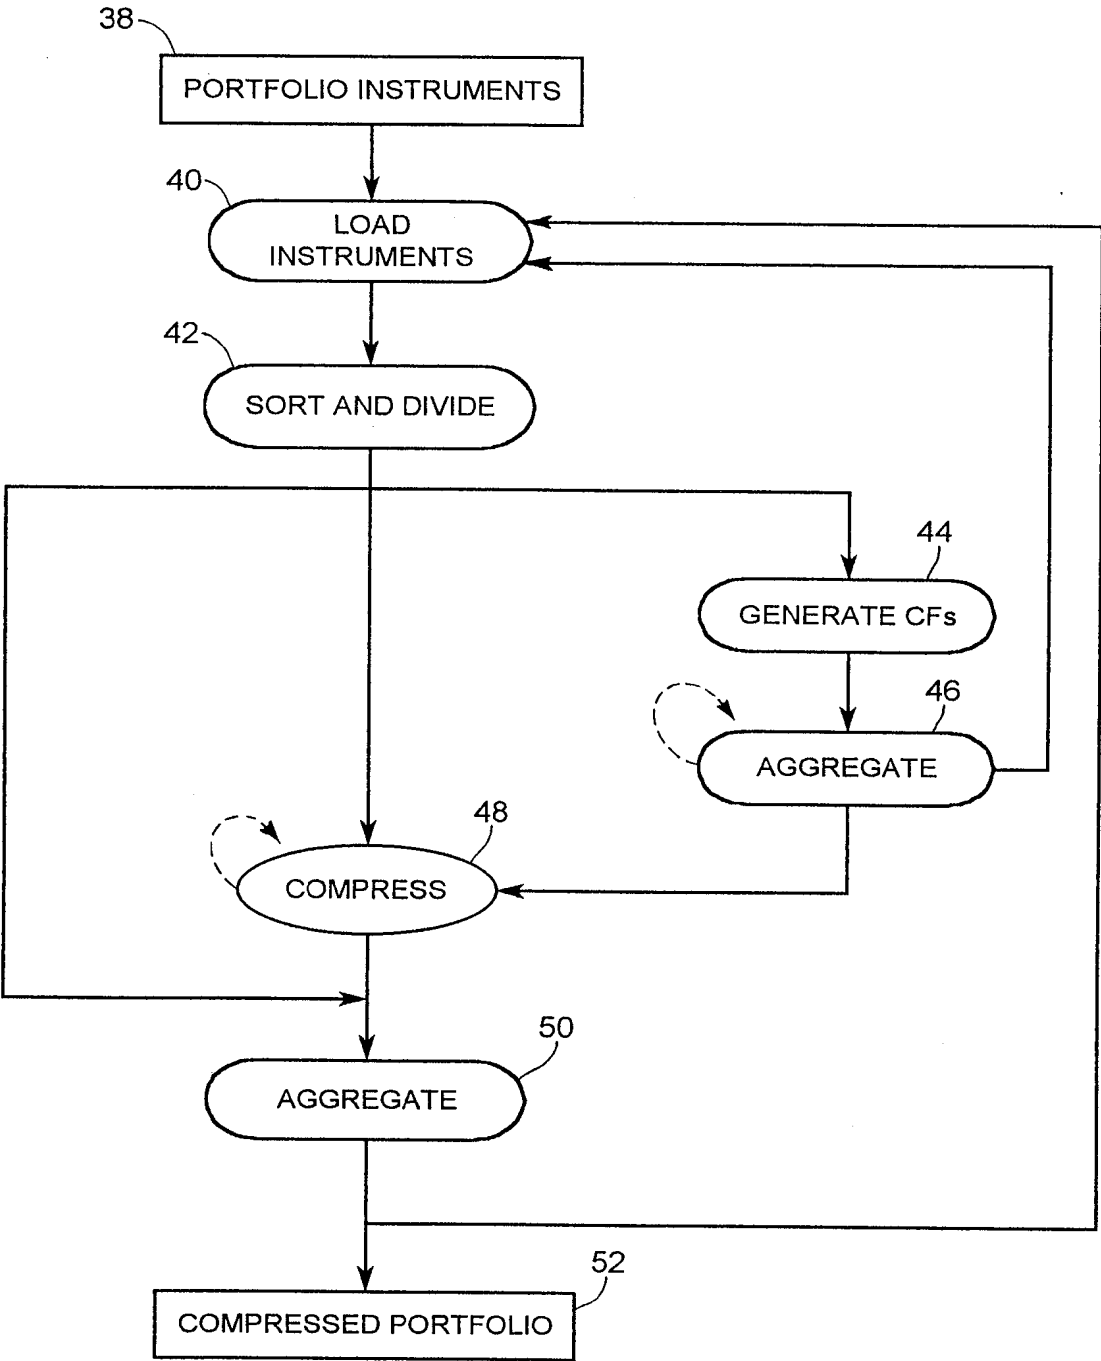 38
PORTFOLIO INSTRUMENTS
40
LOAD
INSTRUMENTS
42
SORT AND DIVIDE
44
GENERATE CFs
46
AGGREGATE
48
COMPRESS
50
AGGREGATE
52
COMPRESSED PORTFOLIO